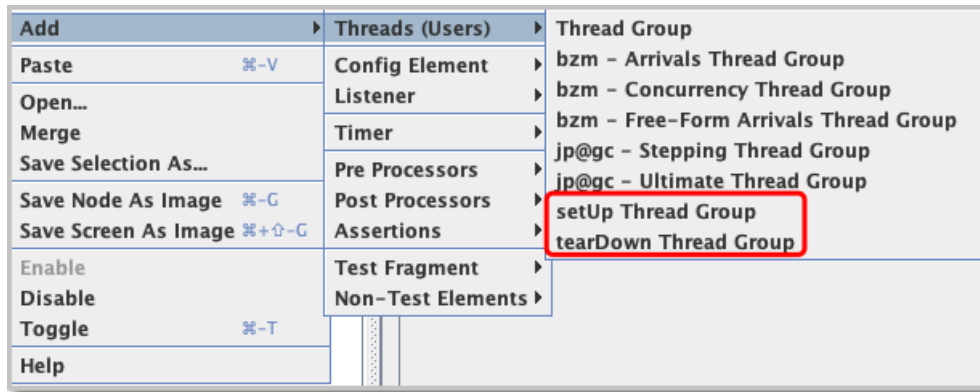 Add
Paste ⌘-V
Open...
Merge
Save Selection As...
Save Node As Image ⌘-G
Save Screen As Image ⌘+⇧-G
Enable
Disable
Toggle ⌘-T
Help
Threads (Users)
Config Element
Listener
Timer
Pre Processors
Post Processors
Assertions
Test Fragment
Non-Test Elements
Thread Group
bzm - Arrivals Thread Group
bzm - Concurrency Thread Group
bzm - Free-Form Arrivals Thread Group
jp@gc - Stepping Thread Group
jp@gc - Ultimate Thread Group
setUp Thread Group
tearDown Thread Group